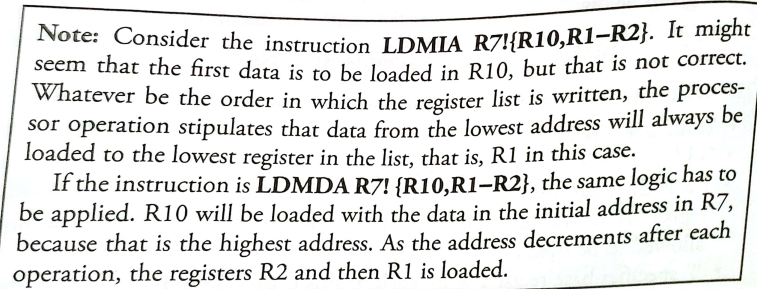 Note: Consider the instruction LDMIA R7!{R10,R1–R2}. It might
seem that the first data is to be loaded in R10, but that is not correct.
Whatever be the order in which the register list is written, the proces-
sor operation stipulates that data from the lowest address will always be
loaded to the lowest register in the list, that is, R1 in this case.
If the instruction is LDMDA R7! {R10,R1–R2}, the same logic has to
be applied. R10 will be loaded with the data in the initial address in R7,
because that is the highest address. As the address decrements after each
operation, the registers R2 and then R1 is loaded.